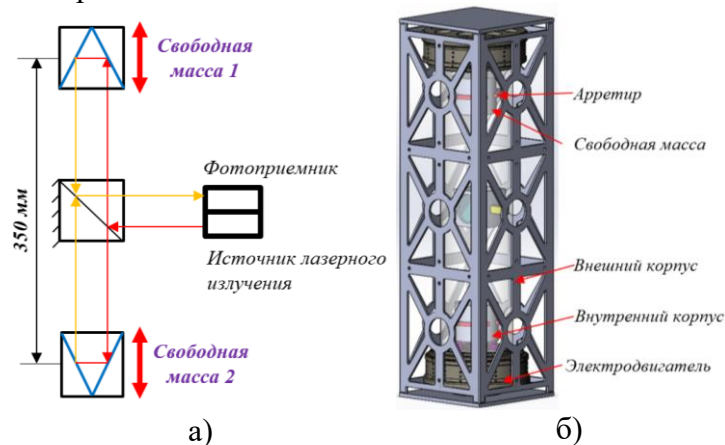 Свободная
масса 1
Фотоприемник
350 мм
Источник лазерного
излучения
Свободная
масса 2
а)
Арретир
Свободная масса
Внешний корпус
Внутренний корпус
Электродвигатель
б)